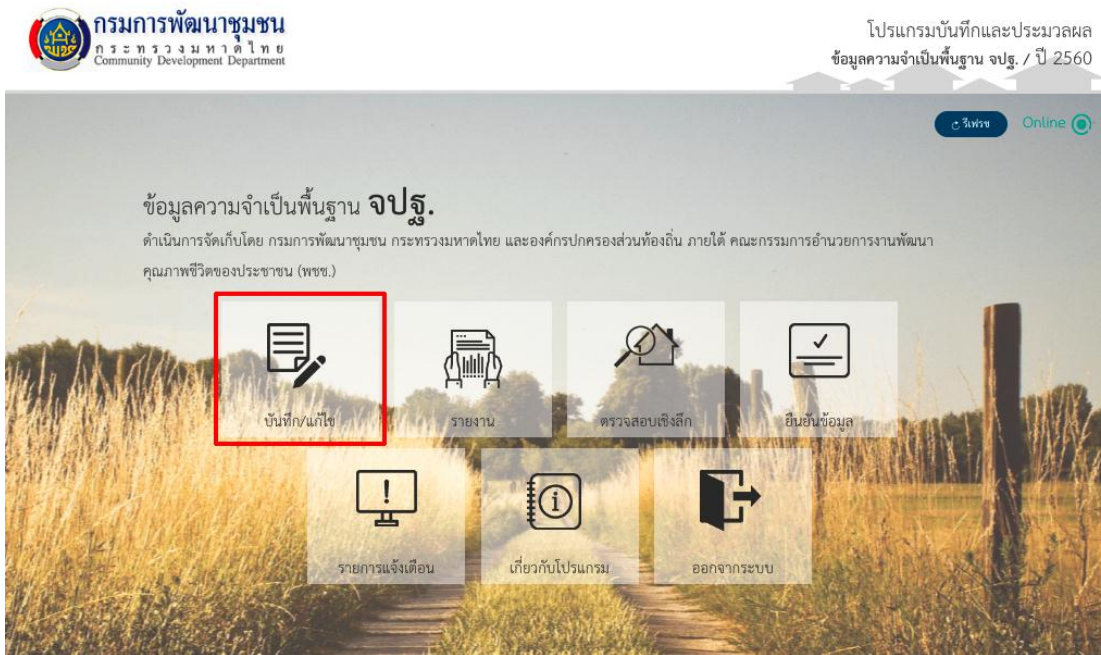 กรมการพัฒนาชุมชน
กระทรวงมหาดไทย
Community Development Department
โปรแกรมบันทึกและประมวลผล
ข้อมูลความจำเป็นพื้นฐาน จปฐ. / ปี 2560
รีเฟรช Online
ข้อมูลความจำเป็นพื้นฐาน จปฐ.
ดำเนินการจัดเก็บโดย กรมการพัฒนาชุมชน กระทรวงมหาดไทย และองค์กรปกครองส่วนท้องถิ่น ภายใต้ คณะกรรมการอำนวยการงานพัฒนา
คุณภาพชีวิตของประชาชน (พชช.)
บันทึก/แก้ไข รายงาน ตรวจสอบเชิงลึก ยืนยันข้อมูล
รายการแจ้งเตือน เกี่ยวกับโปรแกรม ออกจากระบบ